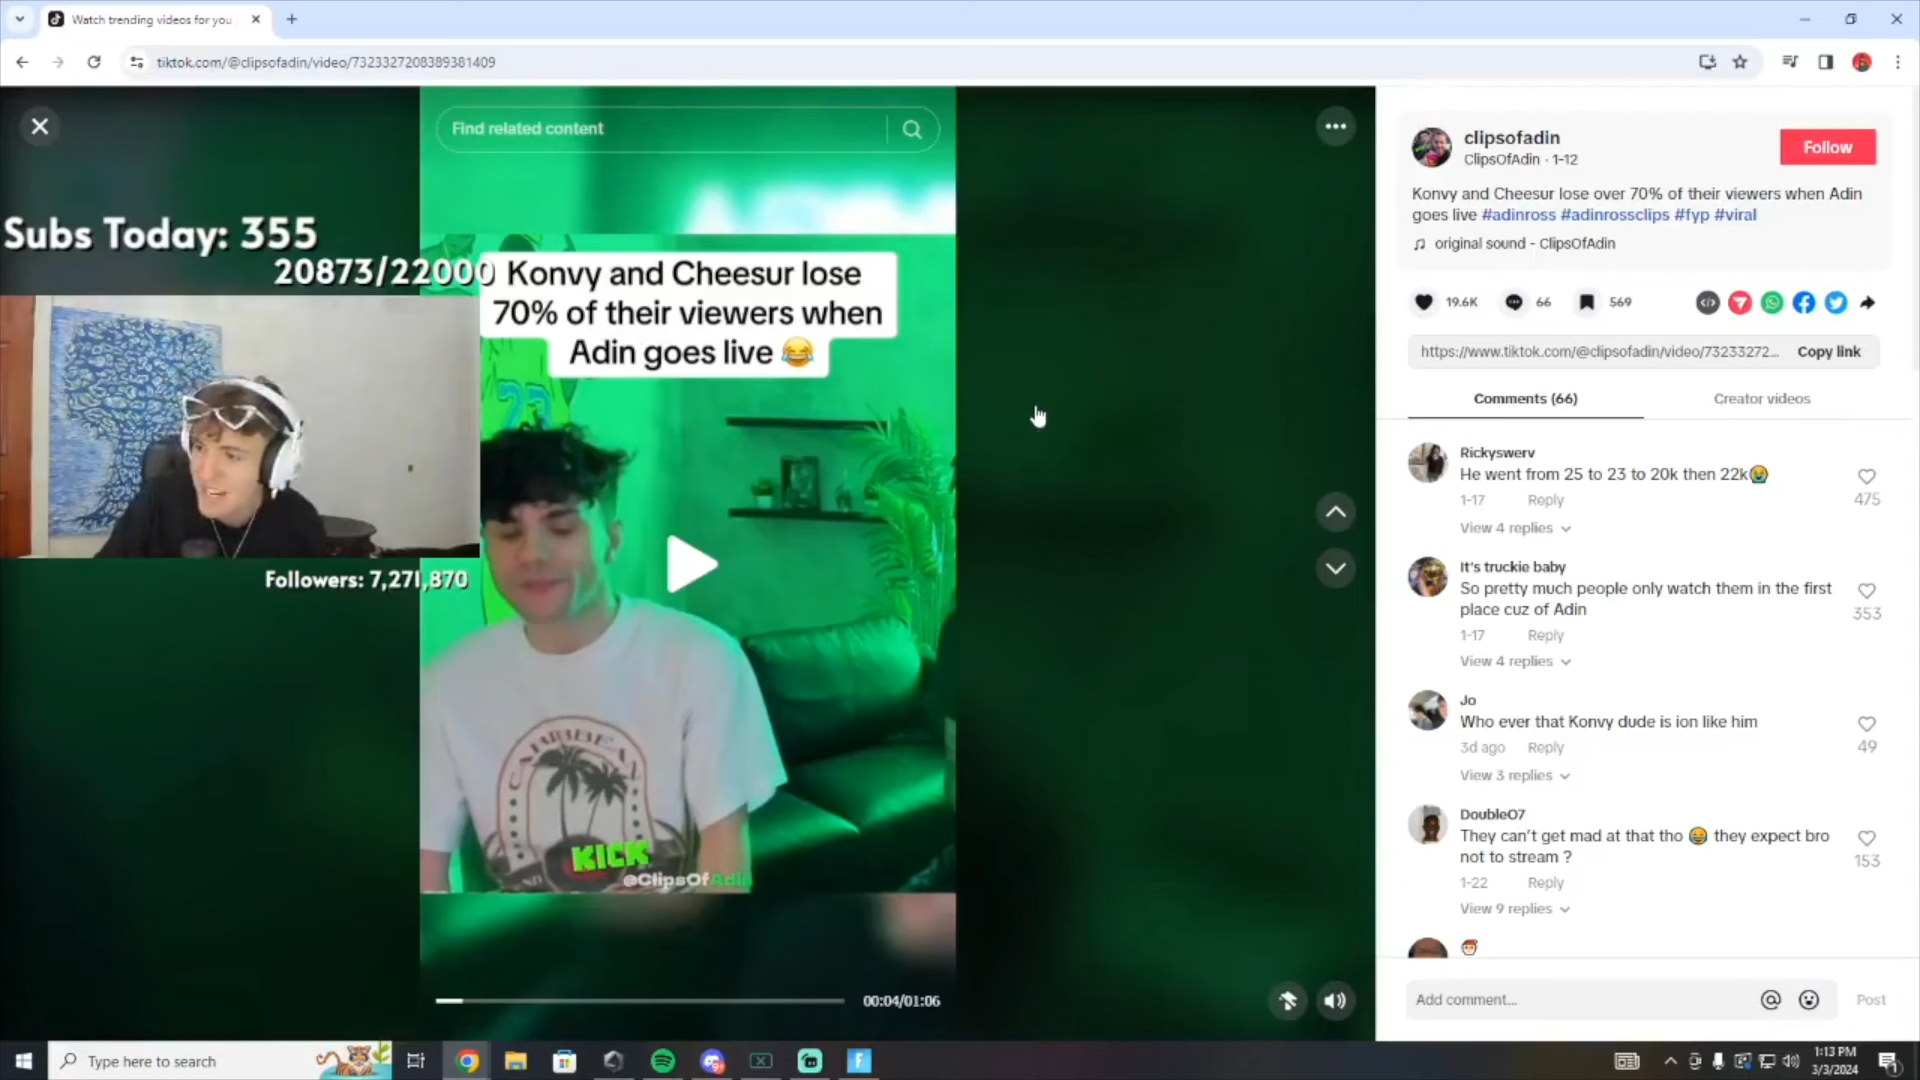 Watch trending videos for you
tiktok.com/@clipsofadin/video/7323327208389381409
Find related content
Subs Today: 355
20873/22000
Konvy and Cheesur lose
70% of their viewers when
Adin goes live 😂
Followers: 7,271,870
23
CARIBBEAN
KICK
@ClipsOfAdin
00:04/01:06
clipsofadin
ClipsOfAdin · 1-12
Follow
Konvy and Cheesur lose over 70% of their viewers when Adin
goes live #adinross #adinrossclips #fyp #viral
original sound - ClipsOfAdin
19.6K
66
569
https://www.tiktok.com/@clipsofadin/video/73233272...
Copy link
Comments (66)
Creator videos
Rickyswerv
He went from 25 to 23 to 20k then 22k😭
475
1-17 Reply
View 4 replies
It's truckie baby
So pretty much people only watch them in the first
place cuz of Adin
353
1-17 Reply
View 4 replies
Jo
Who ever that Konvy dude is ion like him
49
3d ago Reply
View 3 replies
DoubleO7
They can't get mad at that tho 😂 they expect bro
not to stream ?
153
1-22 Reply
View 9 replies
Add comment...
Post
Type here to search
1:13 PM
3/3/2024